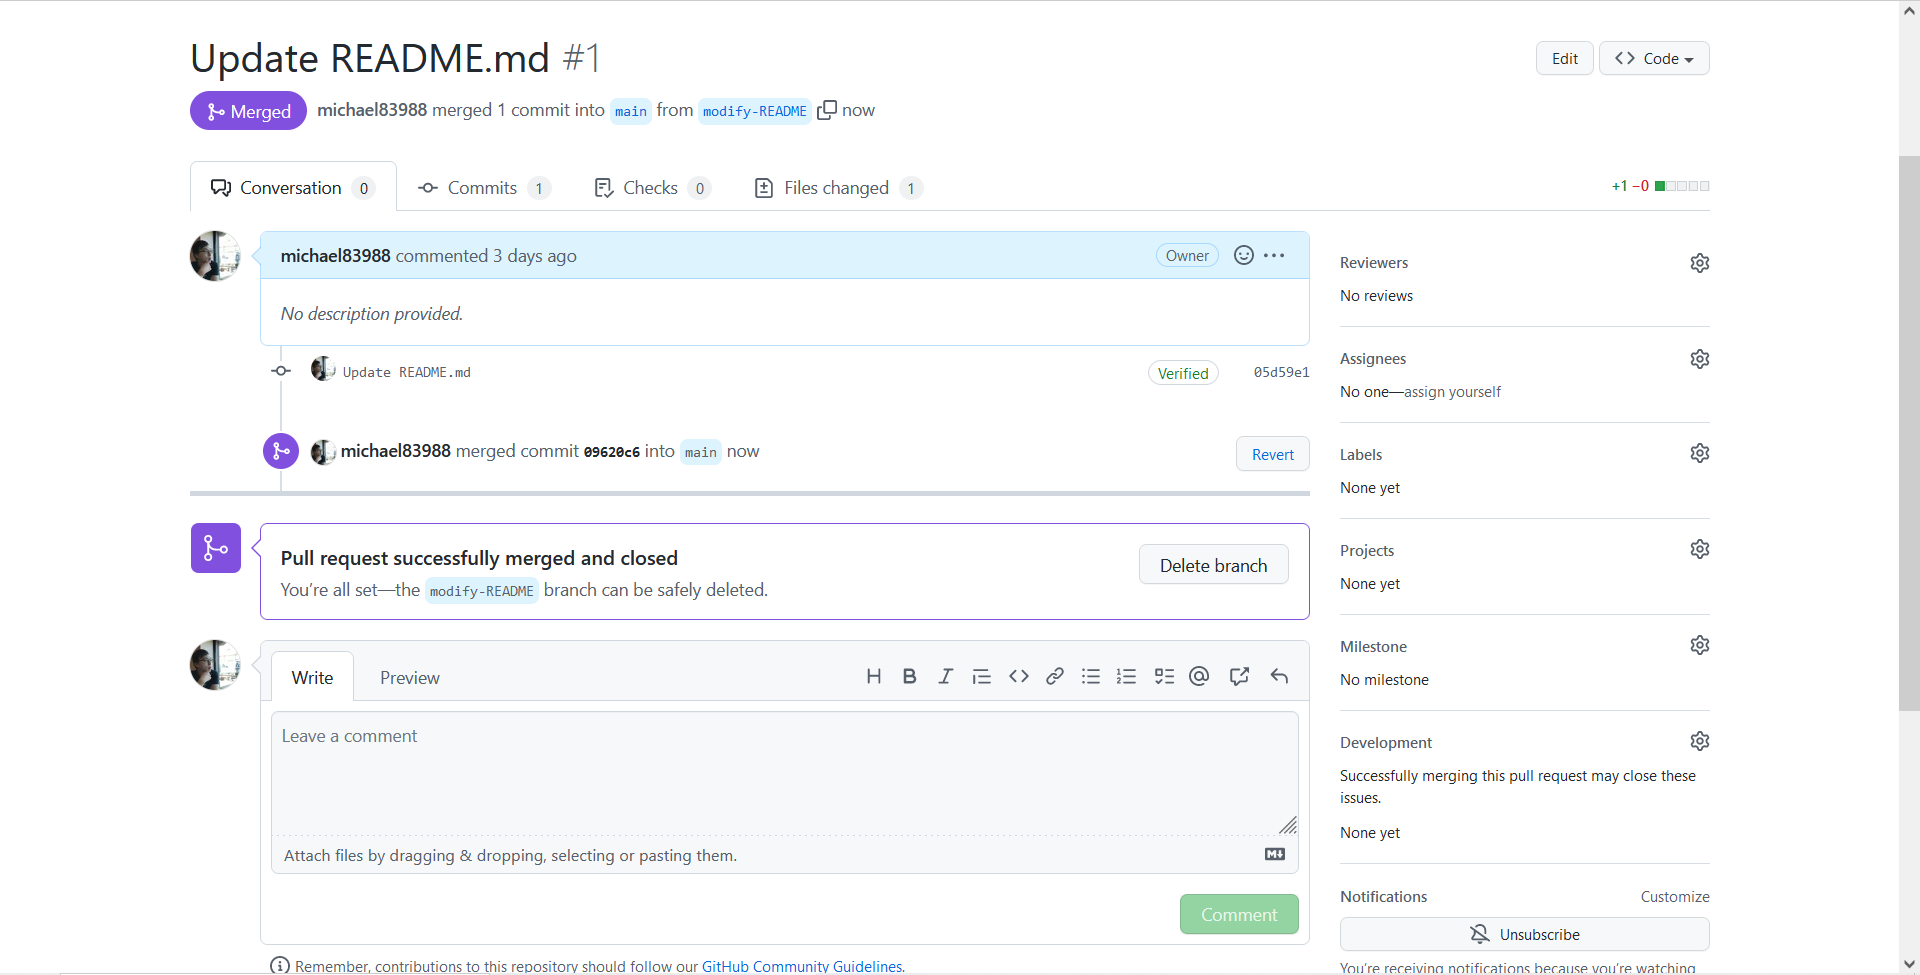 Update README.md #1
Edit
Code
Merged
michael83988 merged 1 commit into main from modify-README now
Conversation 0
Commits 1
Checks 0
Files changed 1
+1 −0
michael83988 commented 3 days ago
Owner
No description provided.
Update README.md
Verified
05d59e1
michael83988 merged commit 09620c6 into main now
Revert
Pull request successfully merged and closed
You’re all set—the modify-README branch can be safely deleted.
Delete branch
Write
Preview
Leave a comment
Attach files by dragging & dropping, selecting or pasting them.
Comment
Remember, contributions to this repository should follow our GitHub Community Guidelines.
Reviewers
No reviews
Assignees
No one—assign yourself
Labels
None yet
Projects
None yet
Milestone
No milestone
Development
Successfully merging this pull request may close these
issues.
None yet
Notifications
Customize
Unsubscribe
You’re receiving notifications because you’re watching